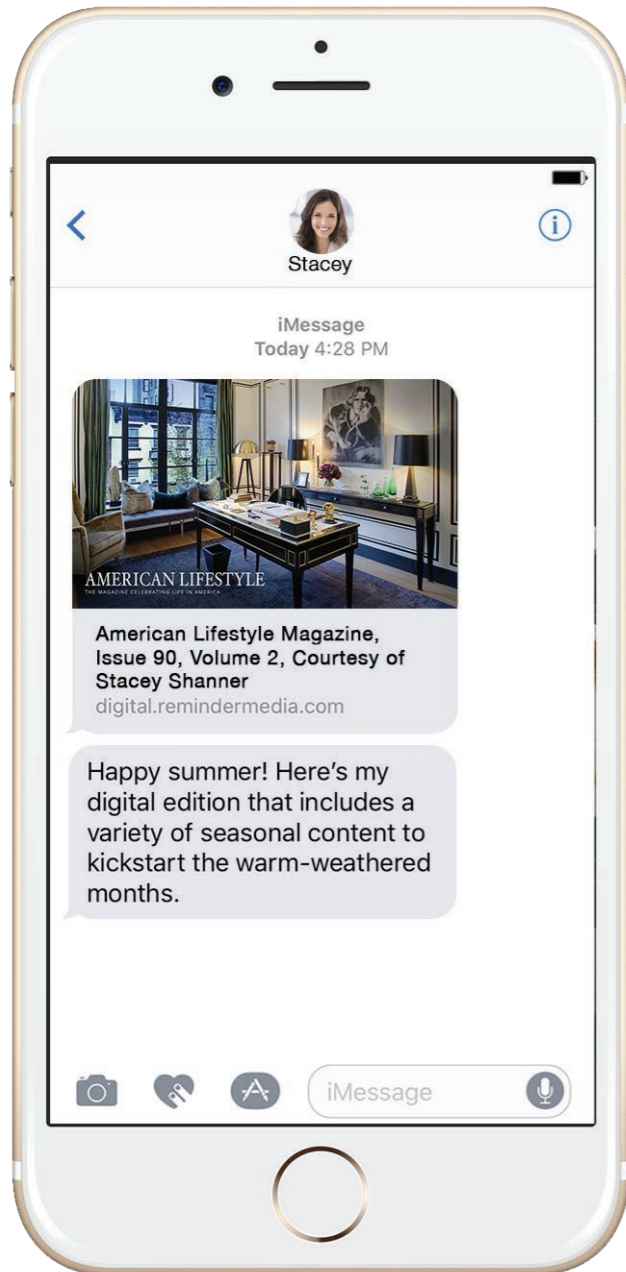 Stacey
iMessage
Today 4:28 PM
AMERICAN LIFESTYLE
THE MAGAZINE CELEBRATING LIFE IN AMERICA
American Lifestyle Magazine,
Issue 90, Volume 2, Courtesy of
Stacey Shanner
digital.remindermedia.com
Happy summer! Here’s my
digital edition that includes a
variety of seasonal content to
kickstart the warm-weathered
months.
iMessage